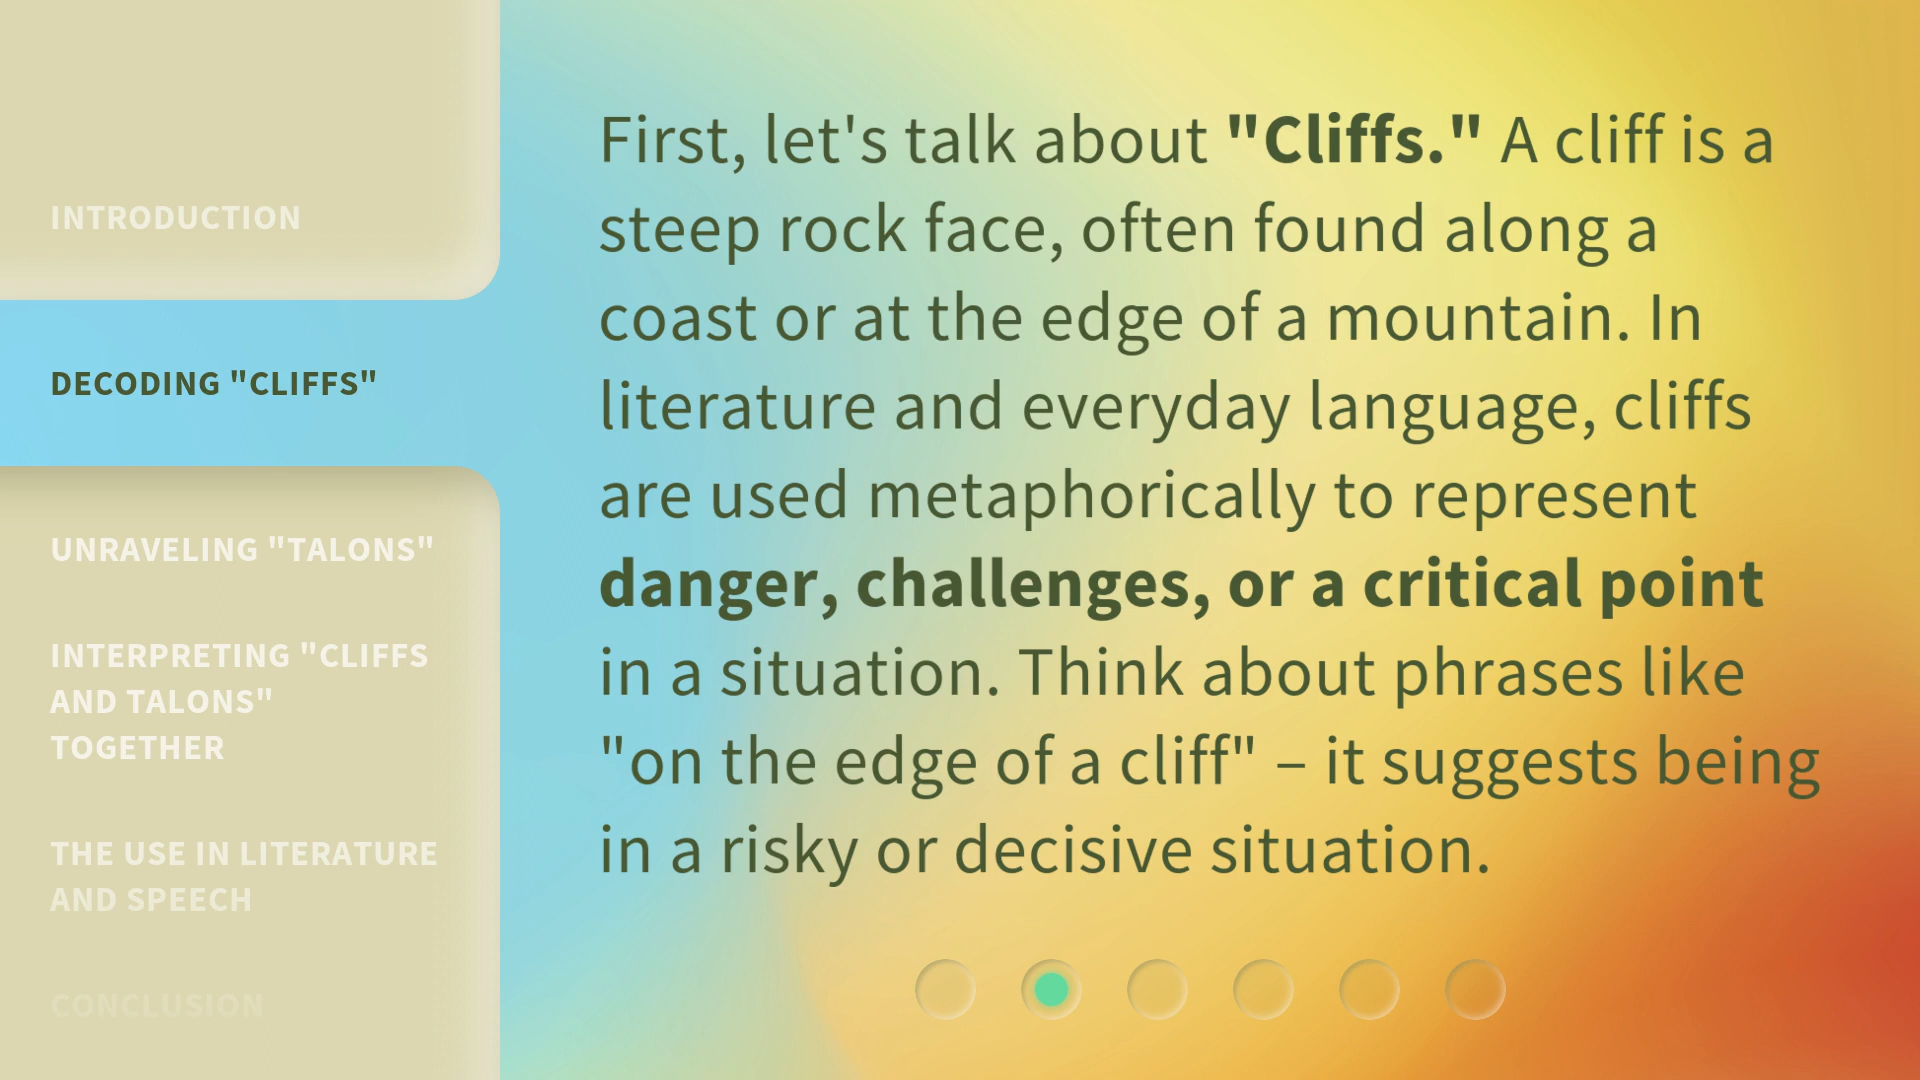 INTRODUCTION
DECODING "CLIFFS"
UNRAVELING "TALONS"
INTERPRETING "CLIFFS
AND TALONS"
TOGETHER
THE USE IN LITERATURE
AND SPEECH
CONCLUSION
First, let's talk about "Cliffs." A cliff is a
steep rock face, often found along a
coast or at the edge of a mountain. In
literature and everyday language, cliffs
are used metaphorically to represent
danger, challenges, or a critical point
in a situation. Think about phrases like
"on the edge of a cliff" – it suggests being
in a risky or decisive situation.